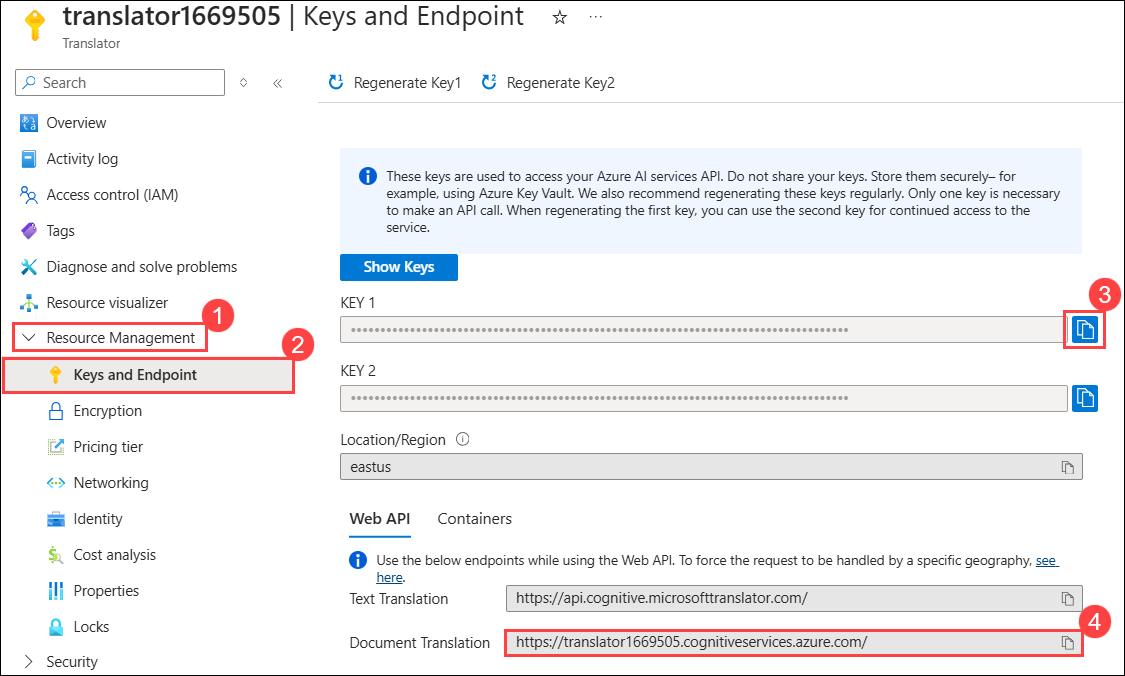 translator1669505 | Keys and Endpoint
Translator
Search
Regenerate Key1
Regenerate Key2
Overview
Activity log
Access control (IAM)
Tags
Diagnose and solve problems
Resource visualizer
1
Resource Management
2
Keys and Endpoint
Encryption
Pricing tier
Networking
Identity
Cost analysis
Properties
Locks
Security
These keys are used to access your Azure AI services API. Do not share your keys. Store them securely– for
example, using Azure Key Vault. We also recommend regenerating these keys regularly. Only one key is necessary
to make an API call. When regenerating the first key, you can use the second key for continued access to the
service.
Show Keys
KEY 1
3
KEY 2
Location/Region
eastus
Web API
Containers
Use the below endpoints while using the Web API. To force the request to be handled by a specific geography, see
here.
Text Translation
https://api.cognitive.microsofttranslator.com/
4
Document Translation
https://translator1669505.cognitiveservices.azure.com/